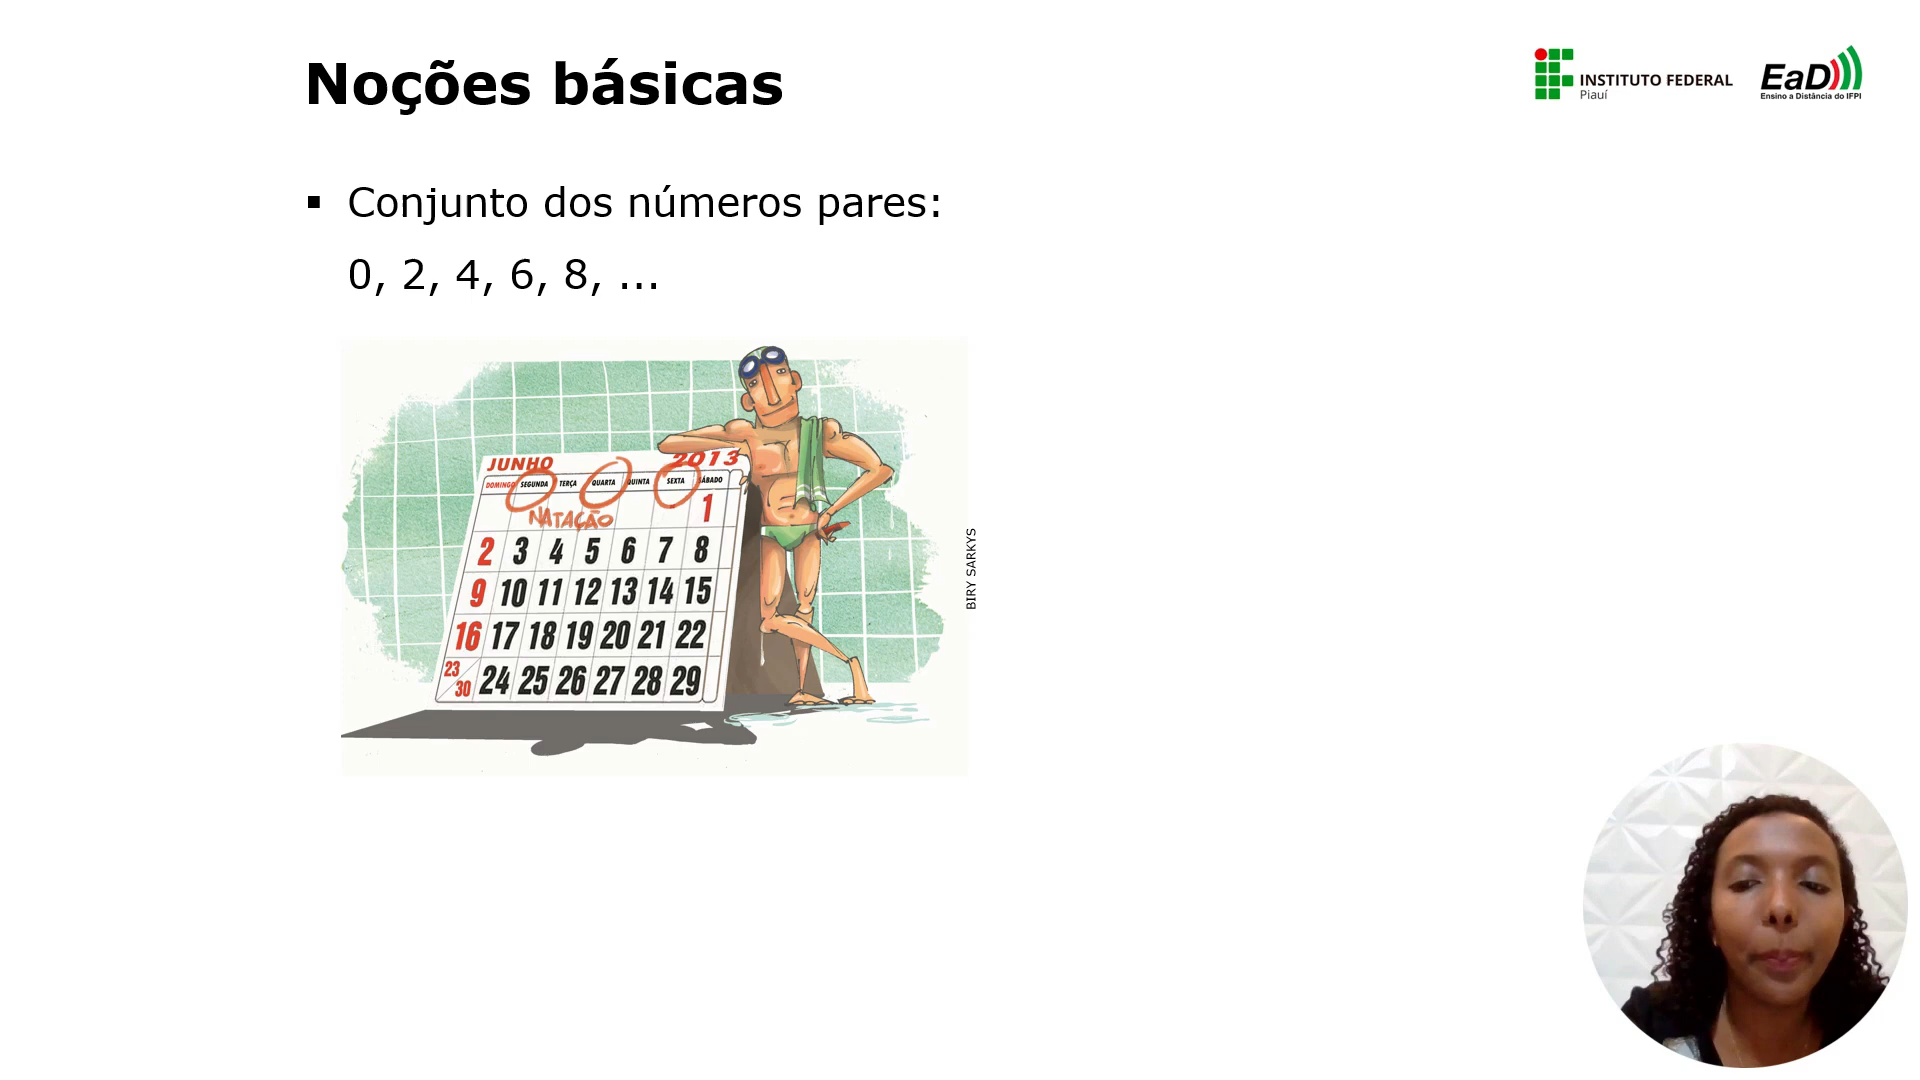 Noções básicas
INSTITUTO FEDERAL
Piauí
EaD
Ensino a Distância do IFPI
▪ Conjunto dos números pares:
0, 2, 4, 6, 8, ...
JUNHO 2013
DOMINGO SEGUNDA TERÇA QUARTA QUINTA SEXTA SÁBADO
NATAÇÃO 1
2 3 4 5 6 7 8
9 10 11 12 13 14 15
16 17 18 19 20 21 22
23 30 24 25 26 27 28 29
BIRY SARKYS